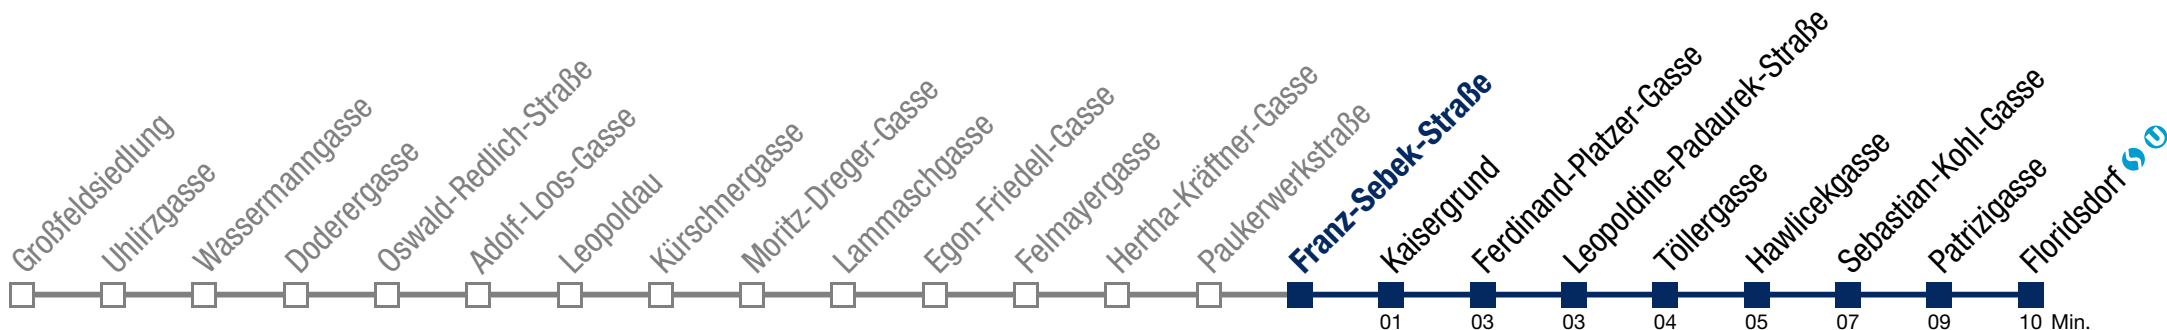 Großfeldsiedlung
Uhlirzgasse
Wassermanngasse
Doderergasse
Oswald-Redlich-Straße
Adolf-Loos-Gasse
Leopoldau
Kürschnergasse
Moritz-Dreger-Gasse
Lammaschgasse
Egon-Friedell-Gasse
Felmayergasse
Hertha-Kräftner-Gasse
Paukerwerkstraße
Franz-Sebek-Straße
Kaisergrund
Ferdinand-Platzer-Gasse
Leopoldine-Padaurek-Straße
Töllergasse
Hawlicekgasse
Sebastian-Kohl-Gasse
Patrizigasse
Floridsdorf S U
01 03 03 04 05 07 09 10 Min.